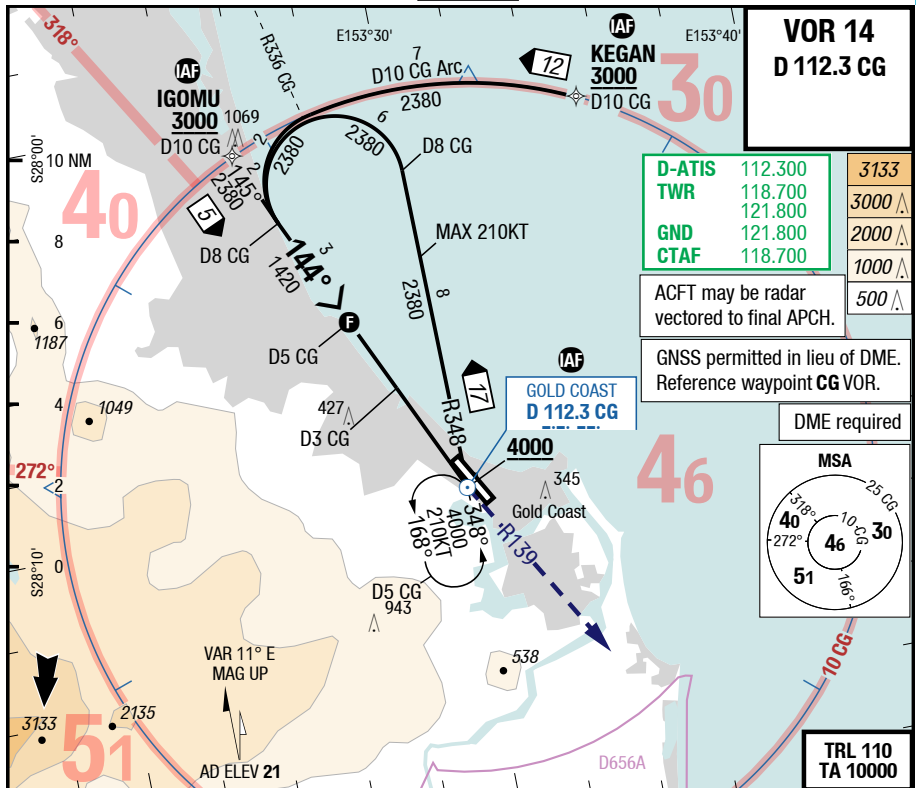 VOR 14
D 112.3 CG
D-ATIS 112.300
TWR 118.700
121.800
GND 121.800
CTAF 118.700
3133
3000
2000
1000
500
ACFT may be radar
vectored to final APCH.
GNSS permitted in lieu of DME.
Reference waypoint CG VOR.
DME required
MSA
25 CG
10 CG
318°
272°
166°
40
30
46
51
TRL 110
TA 10000
E153°30'
E153°40'
S28°00'
S28°10'
10 NM
8
6
4
2
0
318°
272°
R336 CG
IAF
IGOMU
3000
D10 CG
1069
IAF
KEGAN
3000
D10 CG
12
7
D10 CG Arc
2380
6
2380
2380
2
2
145°
2380
5
D8 CG
D8 CG
MAX 210KT
8
2380
3
144°
1420
F
D5 CG
D3 CG
427
R348
17
IAF
GOLD COAST
D 112.3 CG
4000
345
Gold Coast
348°
4000
210KT
168°
D5 CG
943
R139
538
40
30
46
51
1187
1049
3133
2135
VAR 11° E
MAG UP
AD ELEV 21
D656A
10 CG